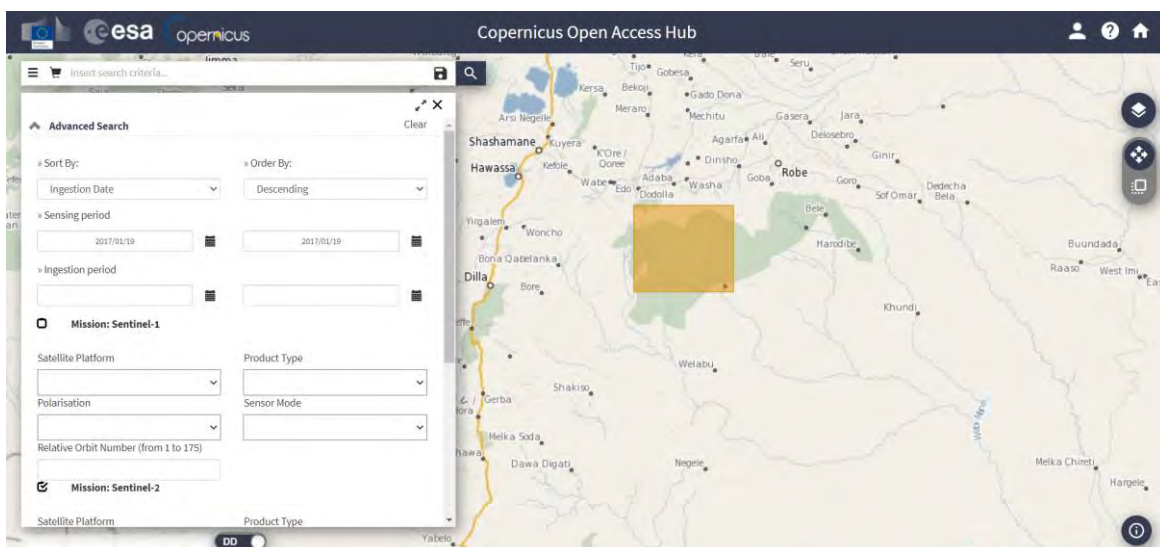 esa opernicus
Copernicus Open Access Hub
Insert search criteria...
Advanced Search
Clear
» Sort By:
» Order By:
Ingestion Date
Descending
» Sensing period
2017/01/19
2017/01/19
» Ingestion period
Mission: Sentinel-1
Satellite Platform
Product Type
Polarisation
Sensor Mode
Relative Orbit Number (from 1 to 175)
Mission: Sentinel-2
Satellite Platform
Product Type
DD
Tijo
Gobesa
Seru
Kersa
Bekoji
Gado Dona
Arsi Negelle
Meraro
Mechitu
Gasera
Jara
Shashamane
Kuyera
Agarfa
Ali
Delosebro
K'Ore /
Qoree
Dinsho
Ginir
Hawassa
Kefole
Robe
Wabe
Edo
Adaba
Washa
Goba
Goro
Dodolla
Sof Omar
Dedecha
Bela
Yirgalem
Woncho
Bele
Harodibe
Buundada
Bona Qabelanka
Raaso
West Imi
Dilla
Bore
Khundi
Welabu
Shakiso
Gerba
Melka Soda
Dawa Digati
Negele
Melka Chireti
Hargele
Yabelo